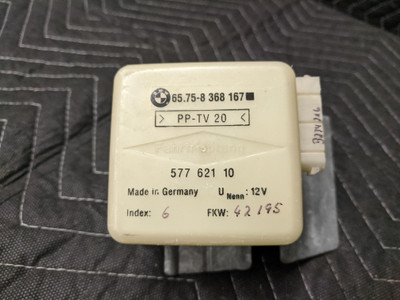 65.75-8 368 167
PP-TV 20
577 621 10
Made in Germany U Nenn: 12V
Index: 6 FKW: 42 195